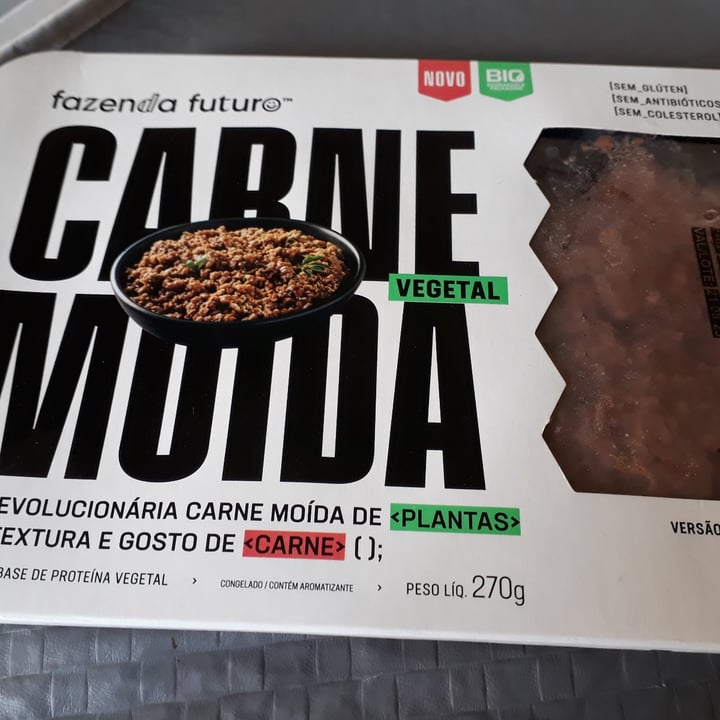 fazenda futuro™
NOVO
BIO
[SEM_GLÚTEN]
[SEM_ANTIBIÓTICOS
[SEM_COLESTEROL]
CARNE
VEGETAL
MOÍDA
EVOLUCIONÁRIA CARNE MOÍDA DE <PLANTAS>
TEXTURA E GOSTO DE <CARNE> ( );
BASE DE PROTEÍNA VEGETAL > CONGELADO / CONTÉM AROMATIZANTE > PESO LÍQ. 270g
VERSÃO